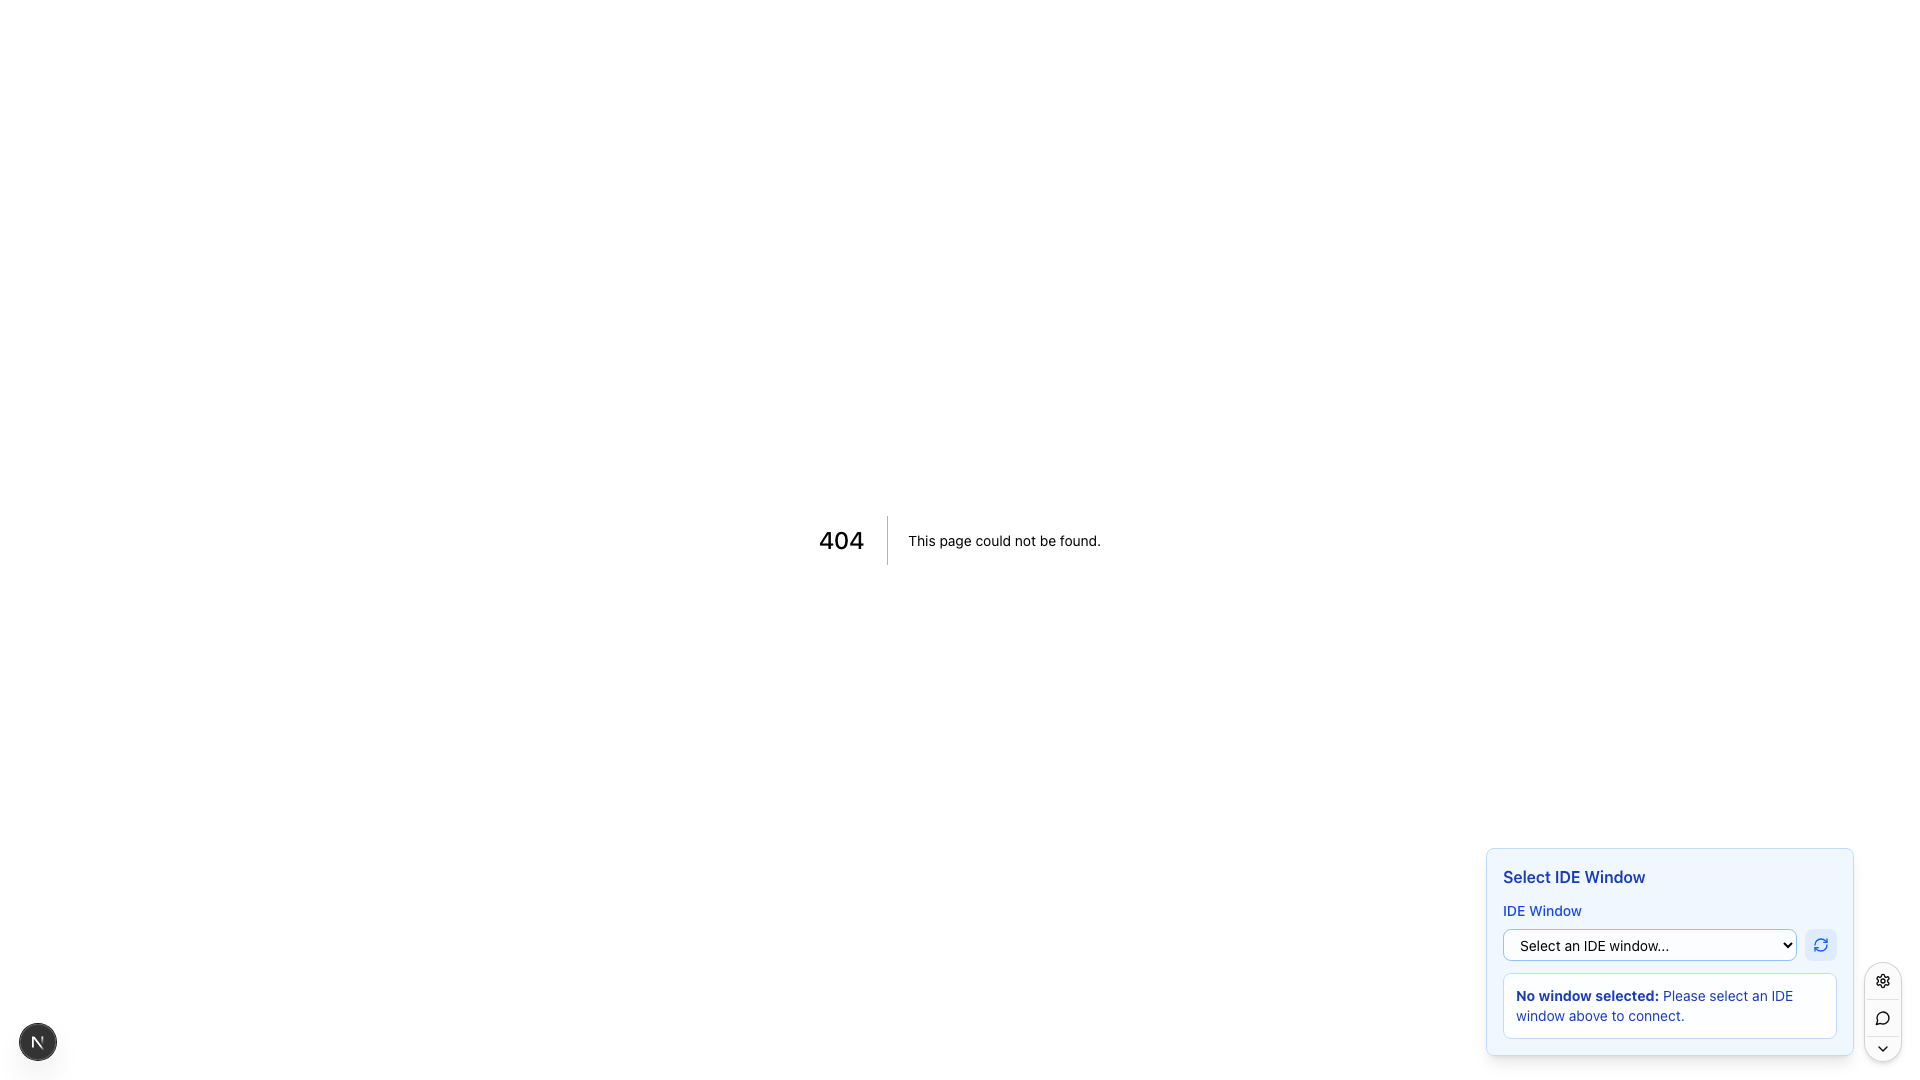 404
This page could not be found.
Select IDE Window
IDE Window
Select an IDE window...
No window selected: Please select an IDE
window above to connect.
N